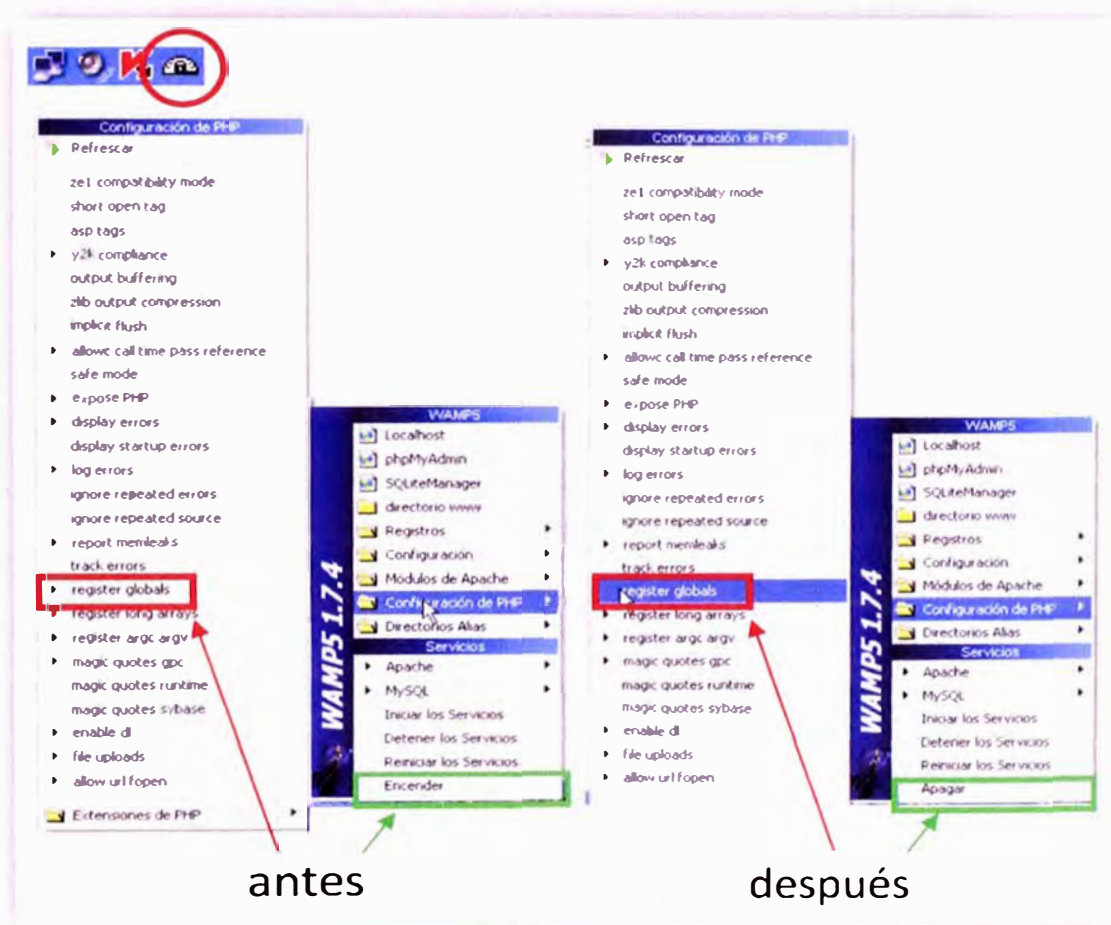 Configuración de PHP
Refrescar
ze1 compatibility mode
short open tag
asp tags
y2k compliance
output buffering
zlib output compression
implicit flush
allowc call time pass reference
safe mode
expose PHP
display errors
display startup errors
log errors
ignore repeated errors
ignore repeated source
report memleaks
track errors
register globals
register long arrays
register argc argv
magic quotes gpc
magic quotes runtime
magic quotes sybase
enable dl
file uploads
allow url fopen
Extensiones de PHP
WAMP5 1.7.4
WAMP5
Localhost
phpMyAdmin
SQLiteManager
directorio www
Registros
Configuración
Módulos de Apache
Configuración de PHP
Directorios Alias
Servicios
Apache
MySQL
Iniciar los Servicios
Detener los Servicios
Reiniciar los Servicios
Encender
antes
Configuración de PHP
Refrescar
ze1 compatibility mode
short open tag
asp tags
y2k compliance
output buffering
zlib output compression
implicit flush
allowc call time pass reference
safe mode
expose PHP
display errors
display startup errors
log errors
ignore repeated errors
ignore repeated source
report memleaks
track errors
register globals
register long arrays
register argc argv
magic quotes gpc
magic quotes runtime
magic quotes sybase
enable dl
file uploads
allow url fopen
WAMP5 1.7.4
WAMP5
Localhost
phpMyAdmin
SQLiteManager
directorio www
Registros
Configuración
Módulos de Apache
Configuración de PHP
Directorios Alias
Servicios
Apache
MySQL
Iniciar los Servicios
Detener los Servicios
Reiniciar los Servicios
Apagar
después